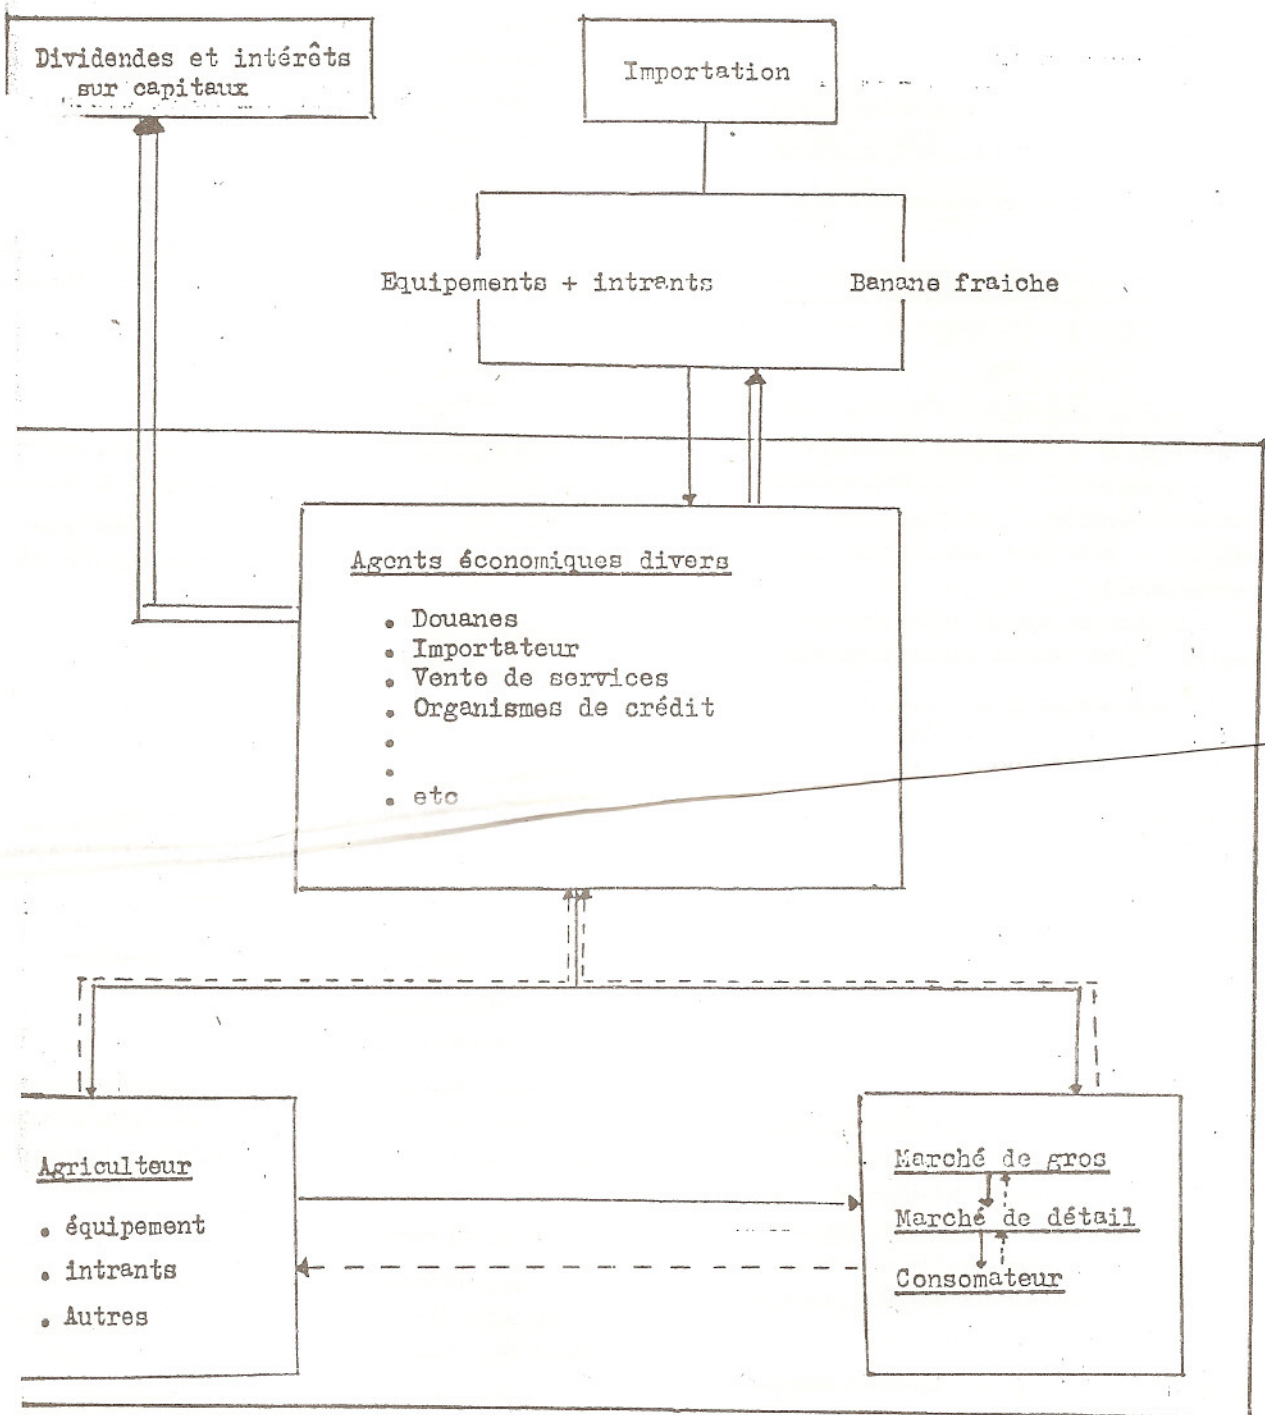 Dividendes et intérêts
sur capitaux
Importation
Equipements + intrants
Banane fraiche
Agents économiques divers
. Douanes
. Importateur
. Vente de services
. Organismes de crédit
.
.
. etc
Agriculteur
. équipement
. intrants
. Autres
Marché de gros
Marché de détail
Consomateur